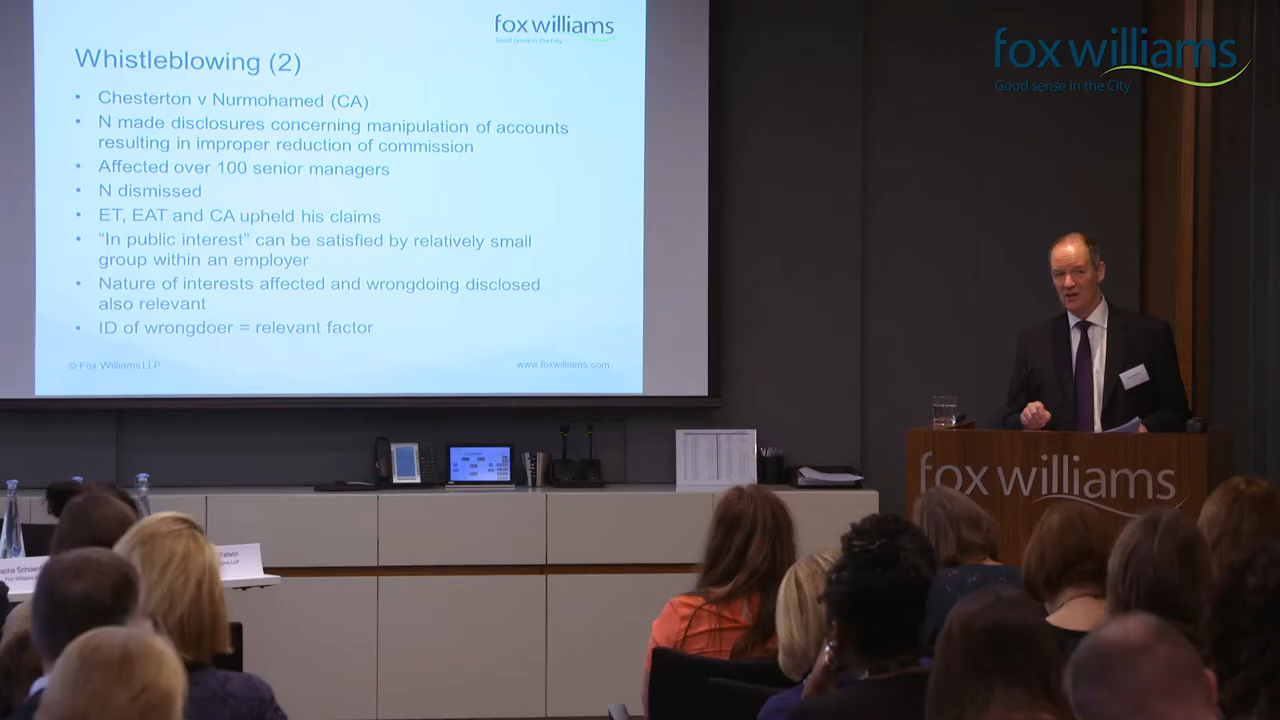 fox williams
Good sense in the City
Whistleblowing (2)
• Chesterton v Nurmohamed (CA)
• N made disclosures concerning manipulation of accounts
resulting in improper reduction of commission
• Affected over 100 senior managers
• N dismissed
• ET, EAT and CA upheld his claims
• “In public interest” can be satisfied by relatively small
group within an employer
• Nature of interests affected and wrongdoing disclosed
also relevant
• ID of wrongdoer = relevant factor
© Fox Williams LLP
www.foxwilliams.com
fox williams
Good sense in the City
fox williams
Fox Williams